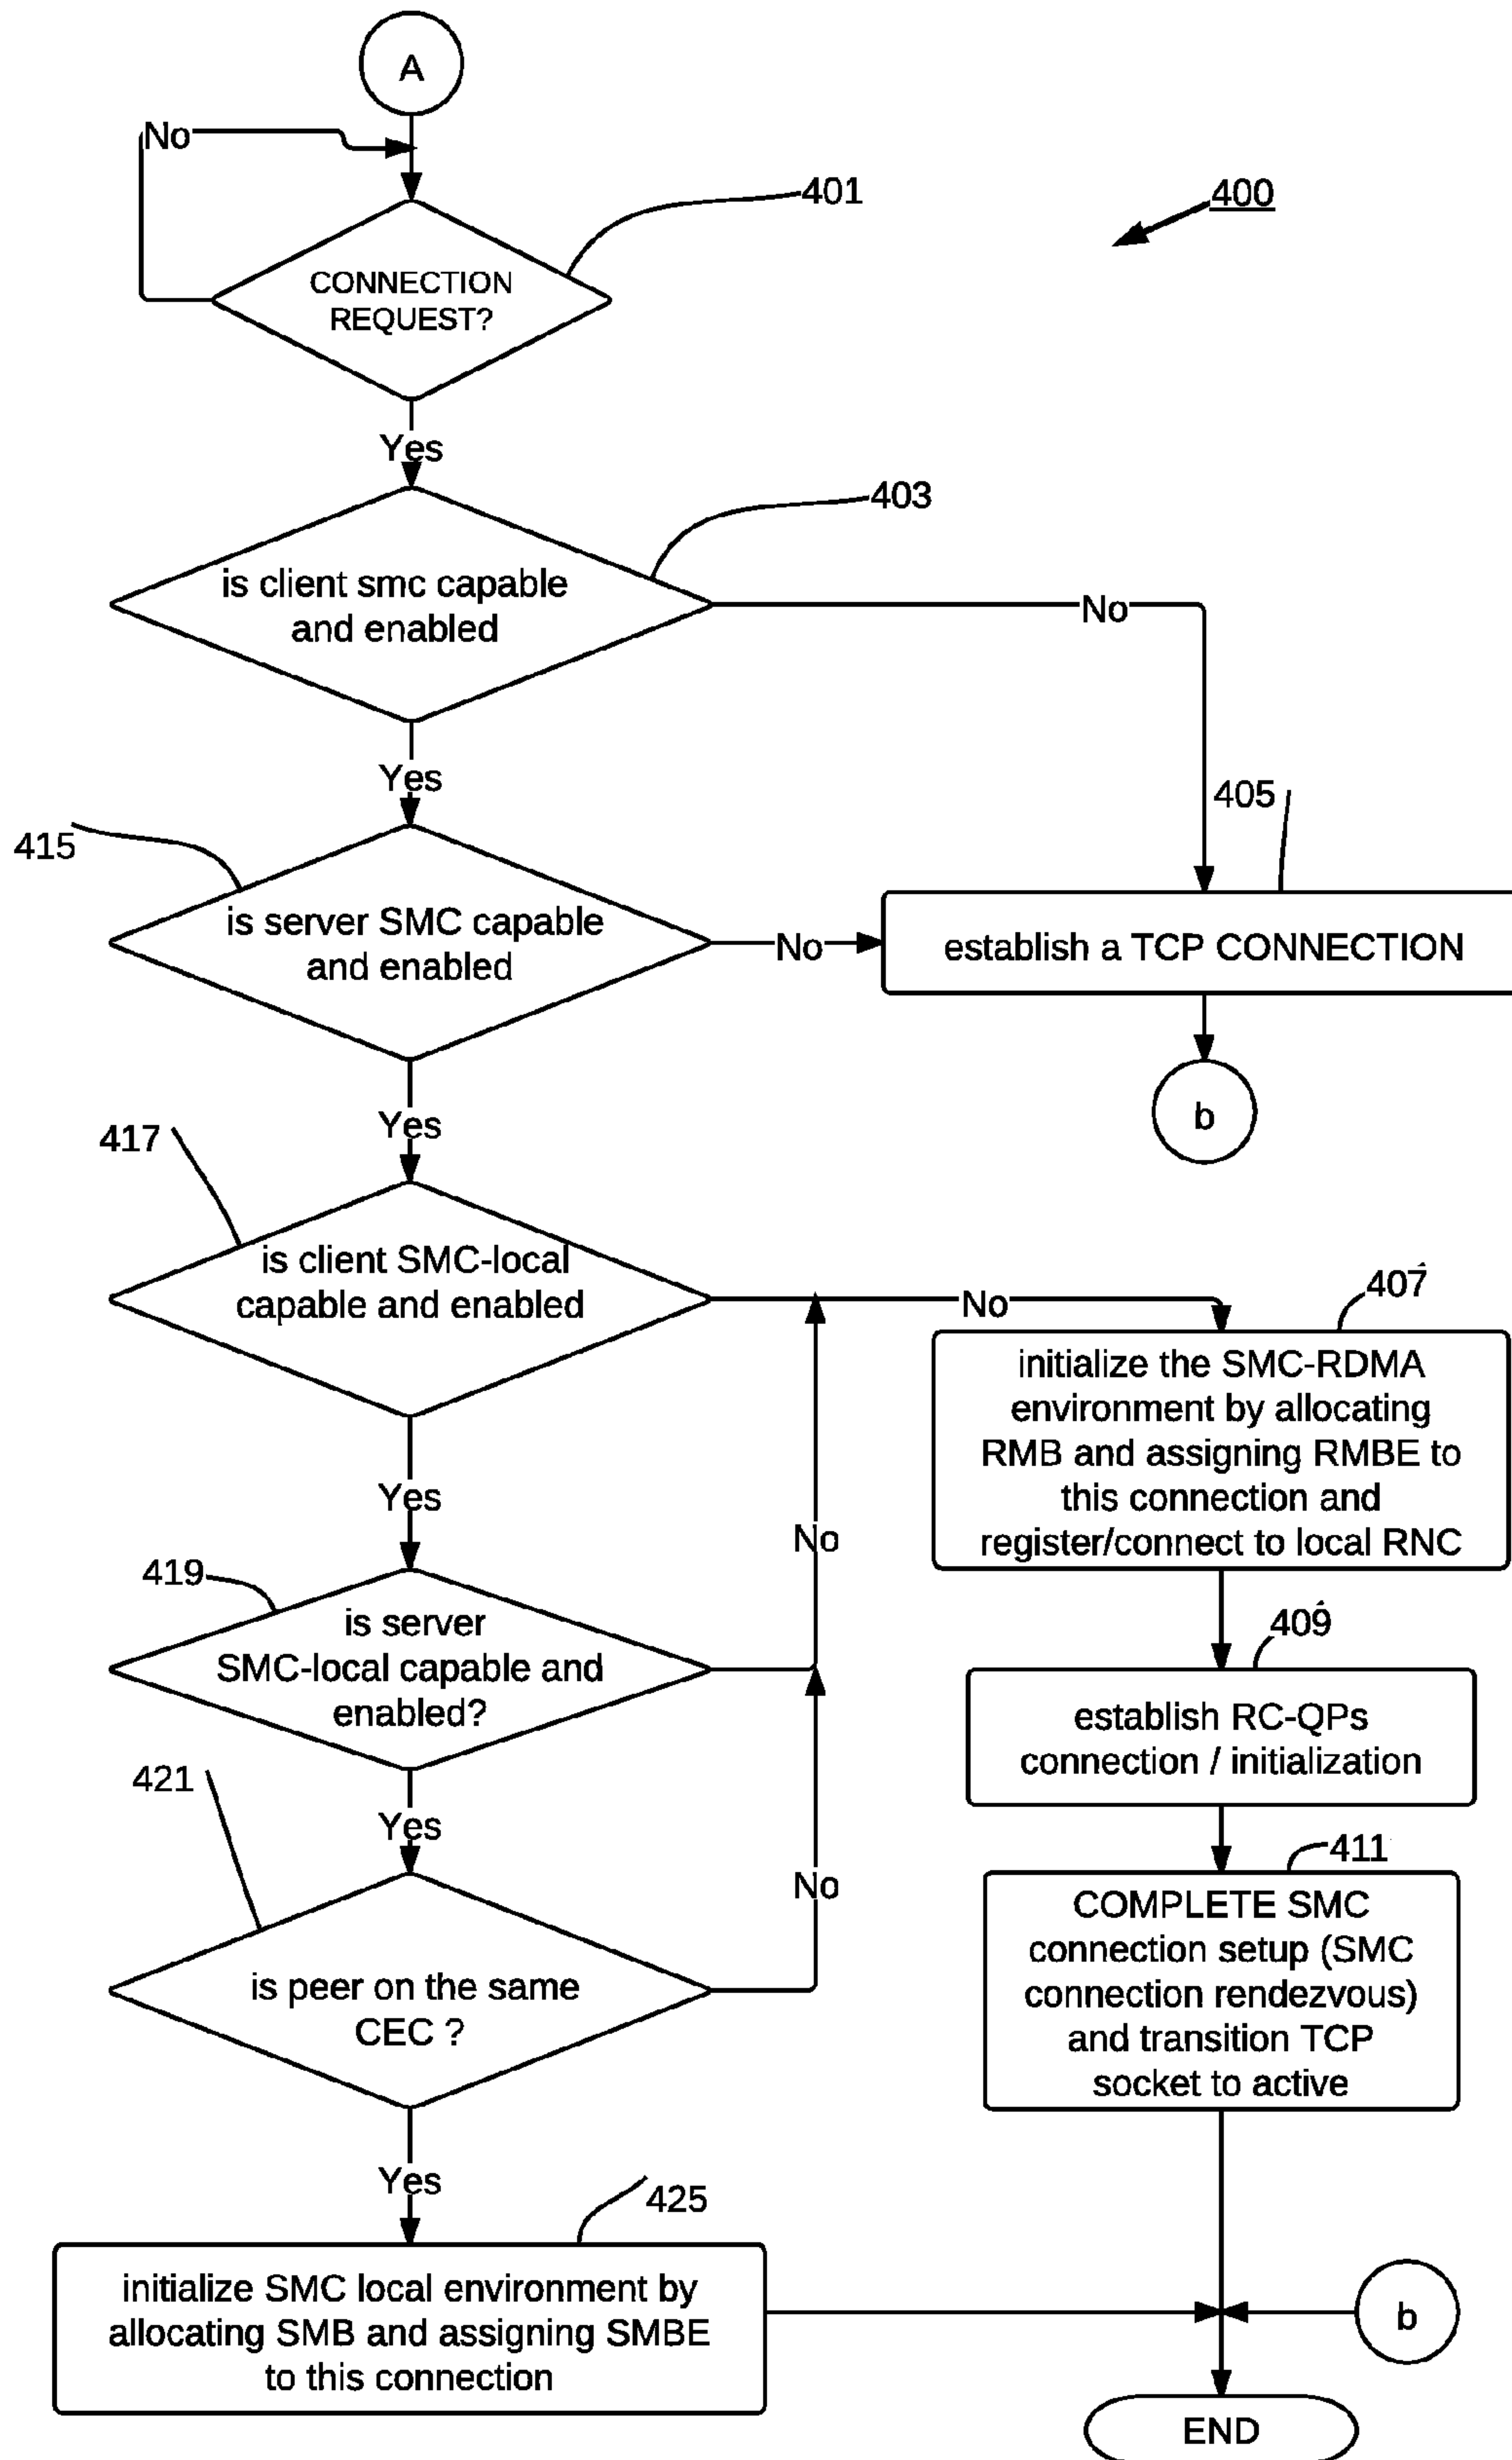 A
No
401
400
CONNECTION
REQUEST?
Yes
403
is client smc capable
and enabled
No
Yes
405
415
is server SMC capable
and enabled
No
establish a TCP CONNECTION
Yes
b
417
is client SMC-local
capable and enabled
No
407
initialize the SMC-RDMA
environment by allocating
RMB and assigning RMBE to
this connection and
register/connect to local RNC
Yes
No
419
is server
SMC-local capable and
enabled?
409
establish RC-QPs
connection / initialization
421
Yes
No
411
COMPLETE SMC
connection setup (SMC
connection rendezvous)
and transition TCP
socket to active
is peer on the same
CEC ?
Yes
425
initialize SMC local environment by
allocating SMB and assigning SMBE
to this connection
b
END